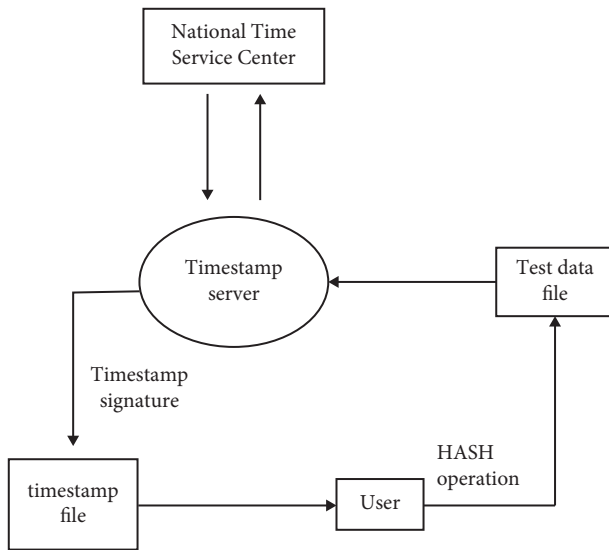 National Time
Service Center
Timestamp
server
Test data
file
Timestamp
signature
HASH
operation
timestamp
file
User